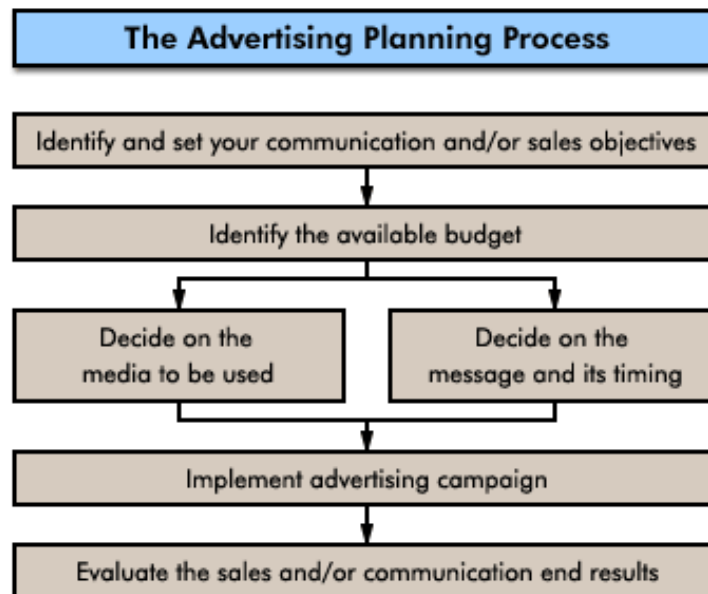 The Advertising Planning Process
Identify and set your communication and/or sales objectives
Identify the available budget
Decide on the
media to be used
Decide on the
message and its timing
Implement advertising campaign
Evaluate the sales and/or communication end results